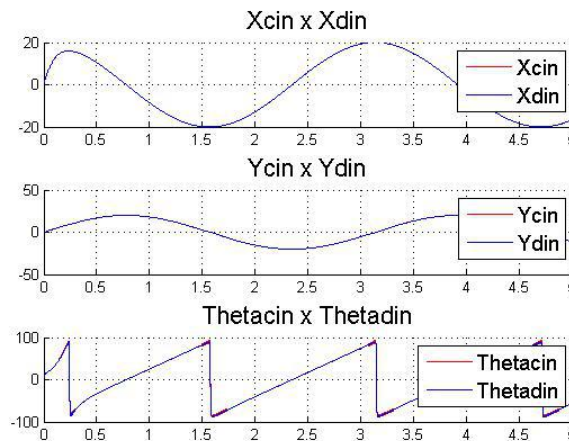 Xcin x Xdin
20
0
-20
0 0.5 1 1.5 2 2.5 3 3.5 4 4.5 5
Xcin
Xdin
Ycin x Ydin
50
0
-50
0 0.5 1 1.5 2 2.5 3 3.5 4 4.5
Ycin
Ydin
Thetacin x Thetadin
100
0
-100
0 0.5 1 1.5 2 2.5 3 3.5 4 4.5
Thetacin
Thetadin